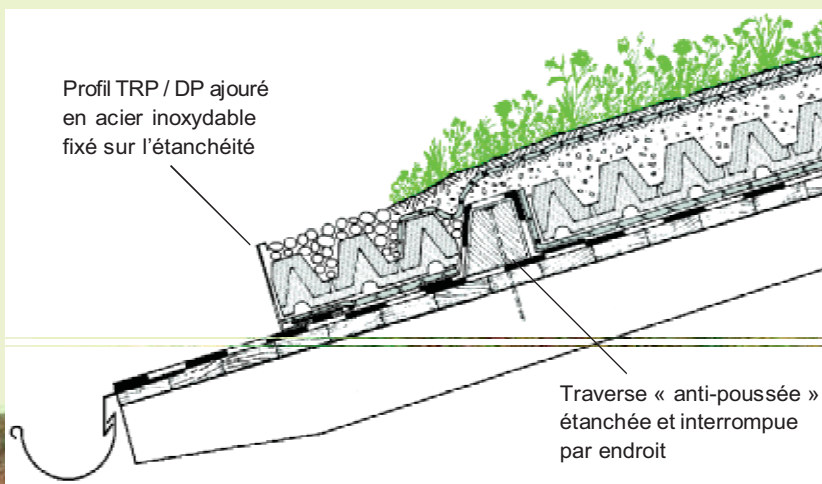 Profil TRP / DP ajouré
en acier inoxydable
fixé sur l'étanchéité
Traverse « anti-poussée »
étanchée et interrompue
par endroit